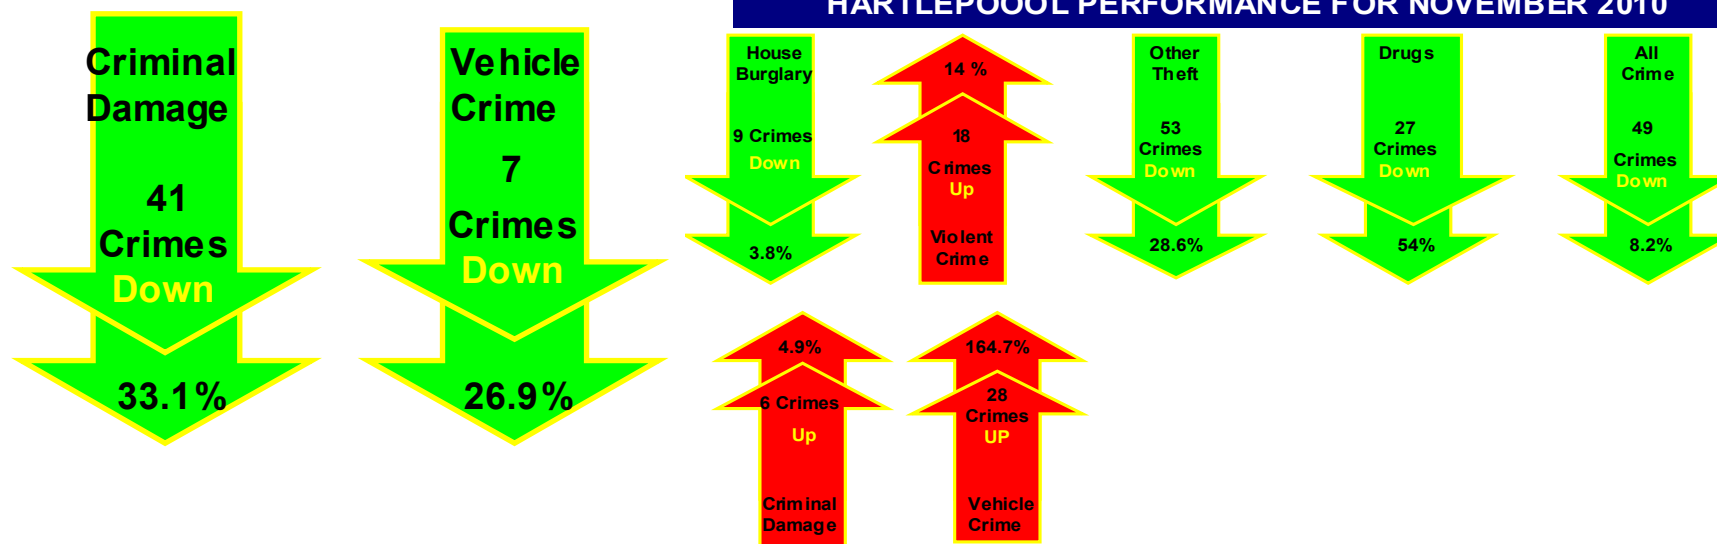 HARTLEPOOOL PERFORMANCE FOR NOVEMBER 2010
Criminal
Damage
41
Crimes
Down
33.1%
Vehicle
Crime
7
Crimes
Down
26.9%
House
Burglary
9 Crimes
Down
3.8%
14 %
18
Crimes
Up
Violent
Crime
Other
Theft
53
Crimes
Down
28.6%
Drugs
27
Crimes
Down
54%
All
Crime
49
Crimes
Down
8.2%
4.9%
6 Crimes
Up
Criminal
Damage
164.7%
28
Crimes
UP
Vehicle
Crime